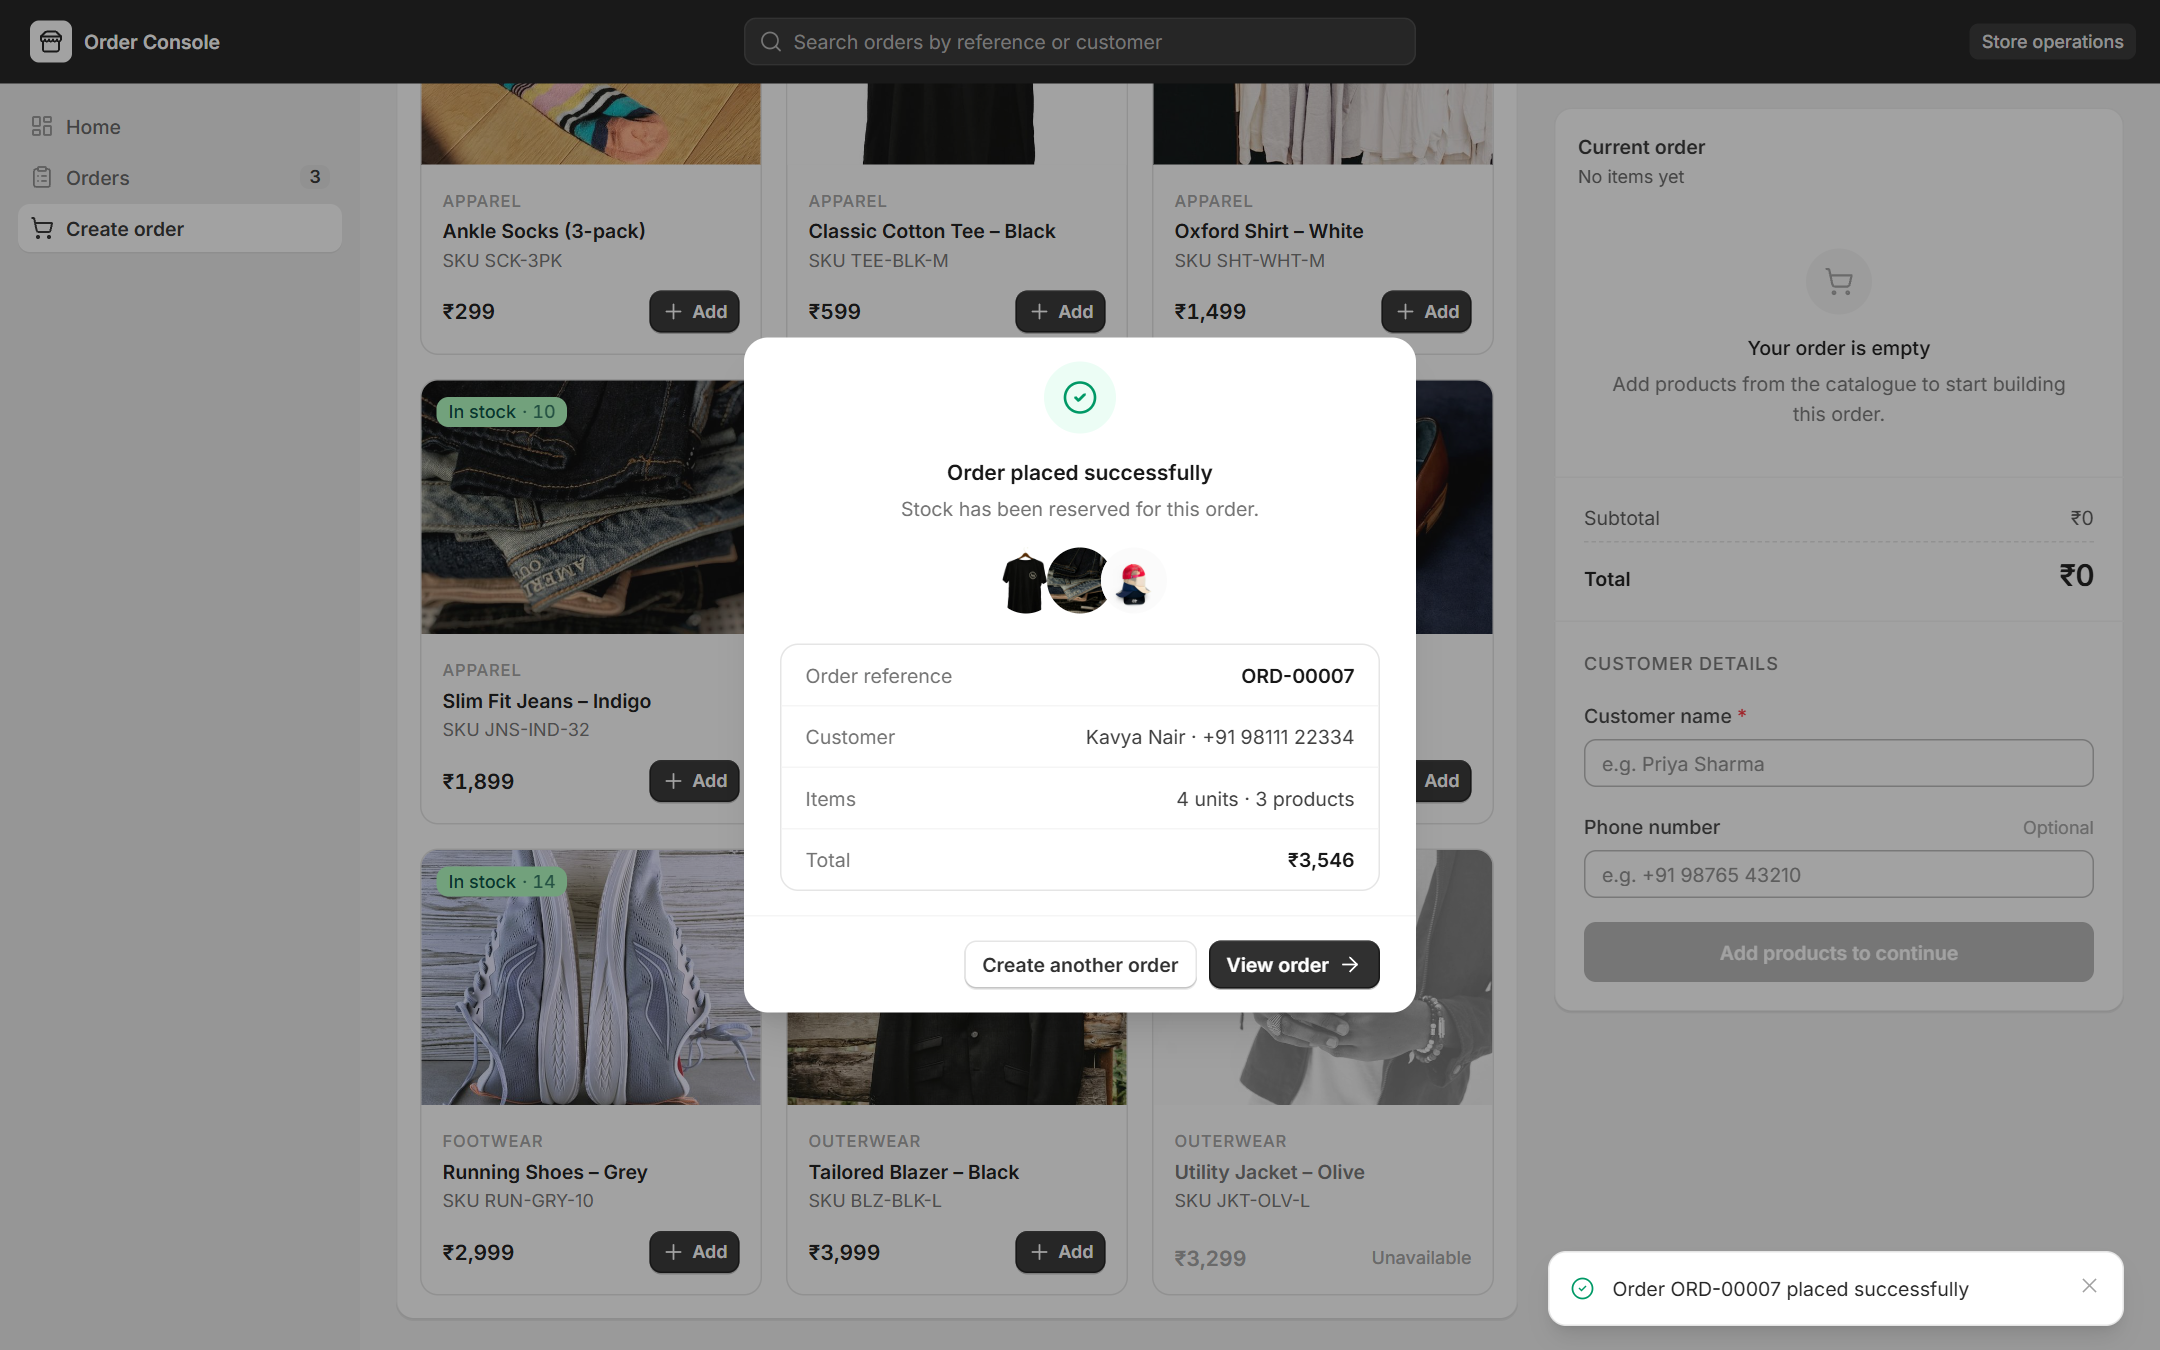 Order Console
Search orders by reference or customer
Store operations
Home
Orders
3
Create order
APPAREL
Ankle Socks (3-pack)
SKU SCK-3PK
₹299
Add
APPAREL
Classic Cotton Tee – Black
SKU TEE-BLK-M
₹599
Add
APPAREL
Oxford Shirt – White
SKU SHT-WHT-M
₹1,499
Add
In stock · 10
APPAREL
Slim Fit Jeans – Indigo
SKU JNS-IND-32
₹1,899
Add
Add
In stock · 14
FOOTWEAR
Running Shoes – Grey
SKU RUN-GRY-10
₹2,999
Add
OUTERWEAR
Tailored Blazer – Black
SKU BLZ-BLK-L
₹3,999
Add
OUTERWEAR
Utility Jacket – Olive
SKU JKT-OLV-L
₹3,299
Unavailable
Order placed successfully
Stock has been reserved for this order.
Order reference
ORD-00007
Customer
Kavya Nair · +91 98111 22334
Items
4 units · 3 products
Total
₹3,546
Create another order
View order
Current order
No items yet
Your order is empty
Add products from the catalogue to start building
this order.
Subtotal
₹0
Total
₹0
CUSTOMER DETAILS
Customer name *
e.g. Priya Sharma
Phone number
Optional
e.g. +91 98765 43210
Add products to continue
Order ORD-00007 placed successfully